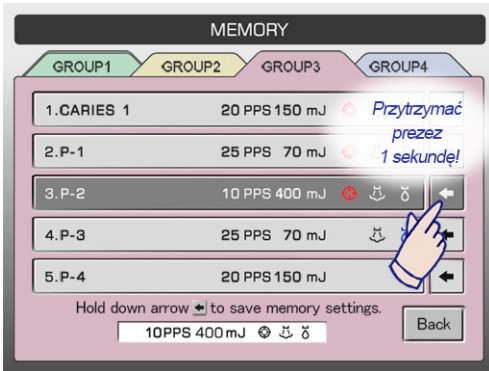 MEMORY
GROUP1 GROUP2 GROUP3 GROUP4
1.CARIES 1 20 PPS 150 mJ
2.P-1 25 PPS 70 mJ
3.P-2 10 PPS 400 mJ
4.P-3 25 PPS 70 mJ
5.P-4 20 PPS 150 mJ
Przytrzymać
prezez
1 sekundę!
Hold down arrow to save memory settings.
10PPS 400 mJ
Back